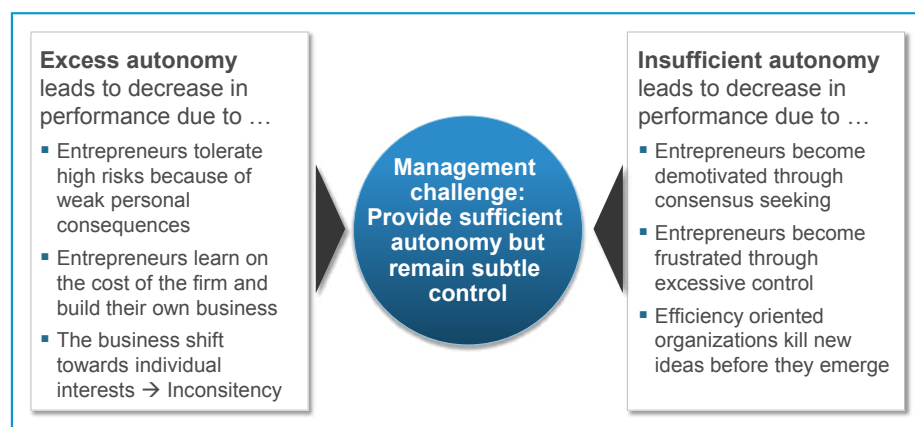 Excess autonomy
leads to decrease in
performance due to …
▪ Entrepreneurs tolerate
high risks because of
weak personal
consequences
▪ Entrepreneurs learn on
the cost of the firm and
build their own business
▪ The business shift
towards individual
interests → Inconsitency
Management
challenge:
Provide sufficient
autonomy but
remain subtle
control
Insufficient autonomy
leads to decrease in
performance due to …
▪ Entrepreneurs become
demotivated through
consensus seeking
▪ Entrepreneurs become
frustrated through
excessive control
▪ Efficiency oriented
organizations kill new
ideas before they emerge